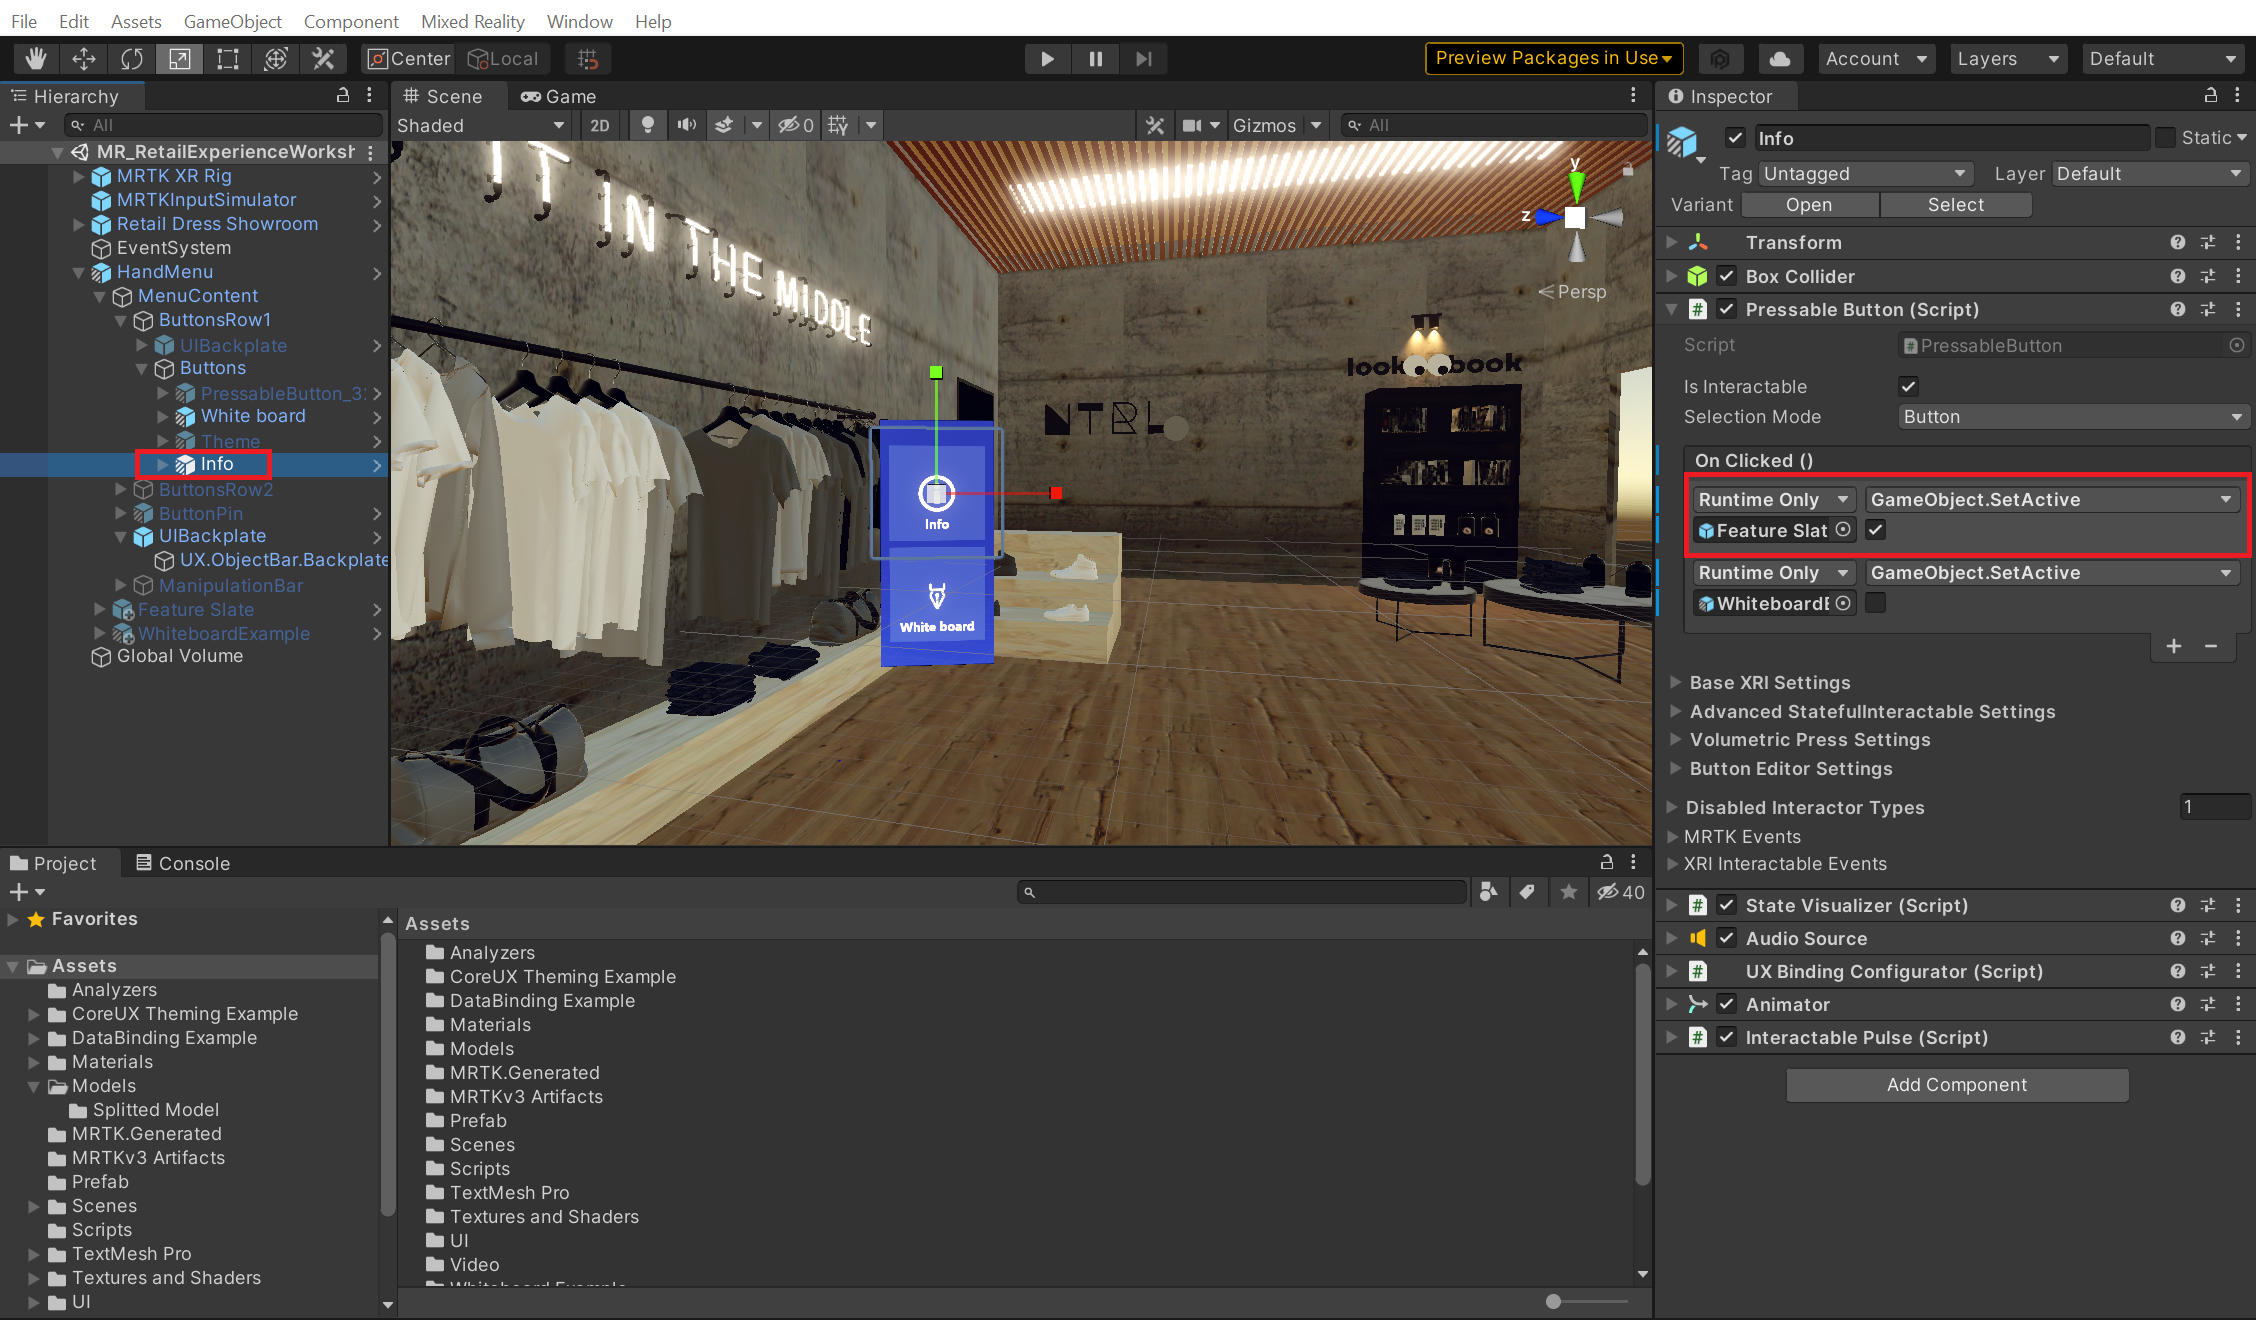 File Edit Assets GameObject Component Mixed Reality Window Help
Center Local
Preview Packages in Use
Account Layers Default
Hierarchy
All
MR_RetailExperienceWorksh
MRTK XR Rig
MRTKInputSimulator
Retail Dress Showroom
EventSystem
HandMenu
MenuContent
ButtonsRow1
UIBackplate
Buttons
PressableButton_3
White board
Theme
Info
ButtonsRow2
ButtonPin
UIBackplate
UX.ObjectBar.Backplate
ManipulationBar
Feature Slate
WhiteboardExample
Global Volume
Scene Game
Shaded 2D 0 Gizmos All
IT IN THE MIDDLE
y
z
Persp
look book
NTRL
Info
White board
Inspector
Info Static
Tag Untagged Layer Default
Variant Open Select
Transform
Box Collider
Pressable Button (Script)
Script PressableButton
Is Interactable
Selection Mode Button
On Clicked ()
Runtime Only GameObject.SetActive
Feature Slat
Runtime Only GameObject.SetActive
WhiteboardE
Base XRI Settings
Advanced StatefulInteractable Settings
Volumetric Press Settings
Button Editor Settings
Disabled Interactor Types 1
MRTK Events
XRI Interactable Events
State Visualizer (Script)
Audio Source
UX Binding Configurator (Script)
Animator
Interactable Pulse (Script)
Add Component
Project Console
40
Favorites
Assets
Analyzers
CoreUX Theming Example
DataBinding Example
Materials
Models
Splitted Model
MRTK.Generated
MRTKv3 Artifacts
Prefab
Scenes
Scripts
TextMesh Pro
Textures and Shaders
UI
Assets
Analyzers
CoreUX Theming Example
DataBinding Example
Materials
Models
MRTK.Generated
MRTKv3 Artifacts
Prefab
Scenes
Scripts
TextMesh Pro
Textures and Shaders
UI
Video